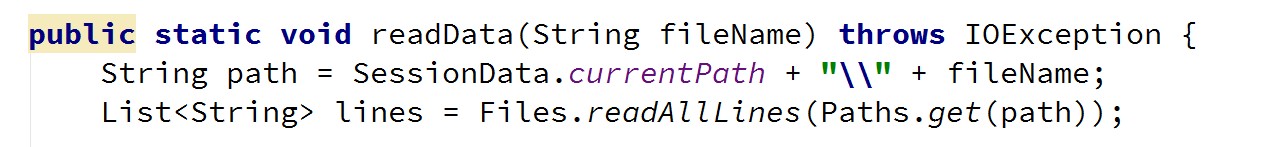 public static void readData(String fileName) throws IOException {
    String path = SessionData.currentPath + "\\" + fileName;
    List<String> lines = Files.readAllLines(Paths.get(path));